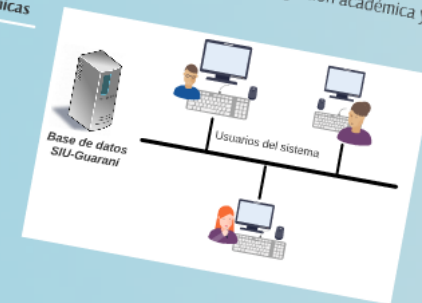 académica y
Usuarios del sistema
Base de datos
SIU-Guaraní